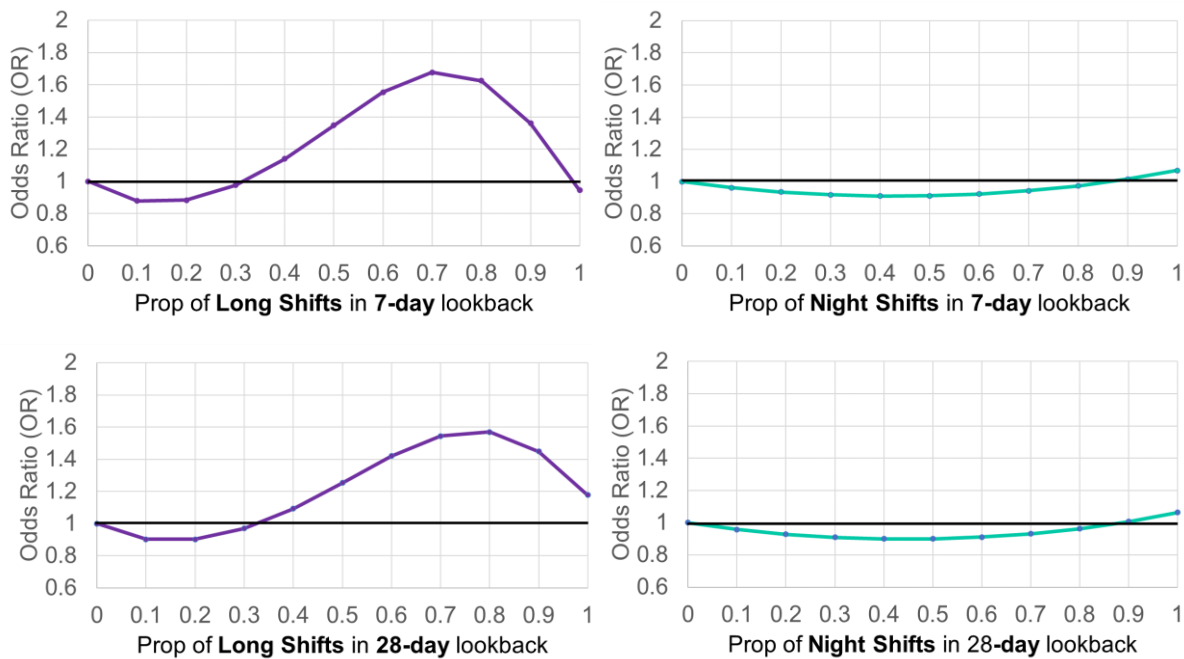 2
1.8
1.6
1.4
1.2
1
0.8
0.6
Odds Ratio (OR)
0 0.1 0.2 0.3 0.4 0.5 0.6 0.7 0.8 0.9 1
Prop of Long Shifts in 7-day lookback
2
1.8
1.6
1.4
1.2
1
0.8
0.6
Odds Ratio (OR)
0 0.1 0.2 0.3 0.4 0.5 0.6 0.7 0.8 0.9 1
Prop of Night Shifts in 7-day lookback
2
1.8
1.6
1.4
1.2
1
0.8
0.6
Odds Ratio (OR)
0 0.1 0.2 0.3 0.4 0.5 0.6 0.7 0.8 0.9 1
Prop of Long Shifts in 28-day lookback
2
1.8
1.6
1.4
1.2
1
0.8
0.6
Odds Ratio (OR)
0 0.1 0.2 0.3 0.4 0.5 0.6 0.7 0.8 0.9 1
Prop of Night Shifts in 28-day lookback